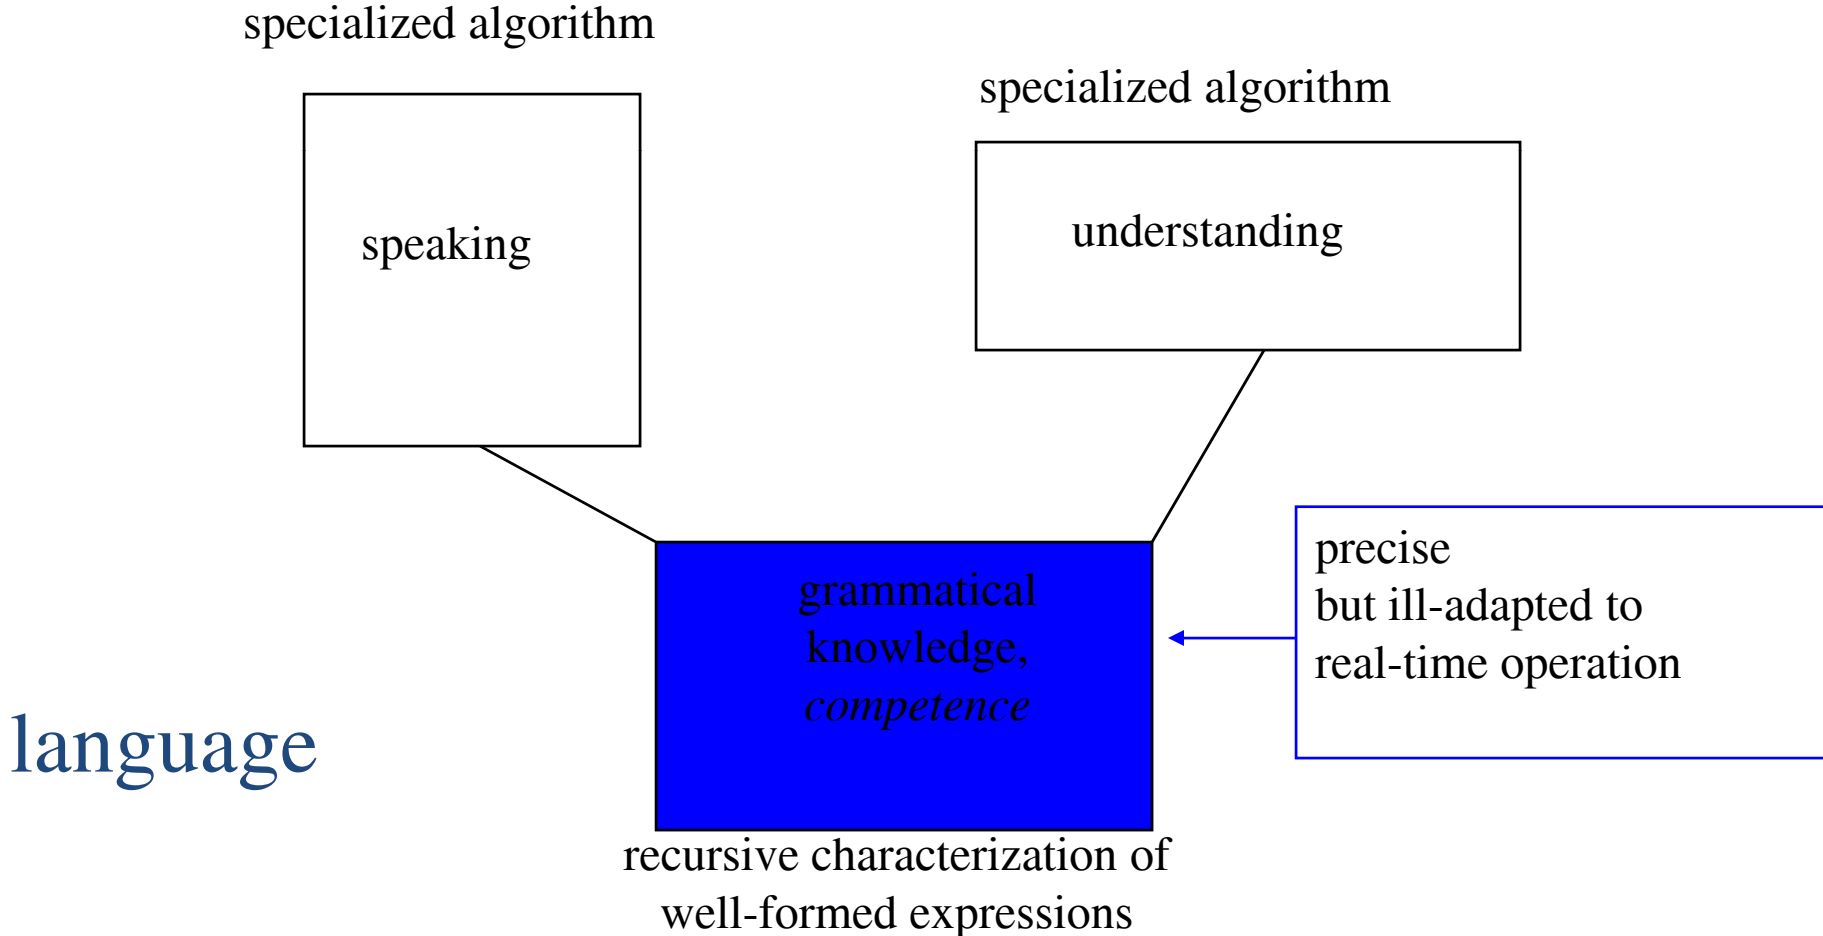 specialized algorithm
specialized algorithm
speaking
understanding
precise
but ill-adapted to
real-time operation
grammatical
knowledge,
competence
language
recursive characterization of
well-formed expressions